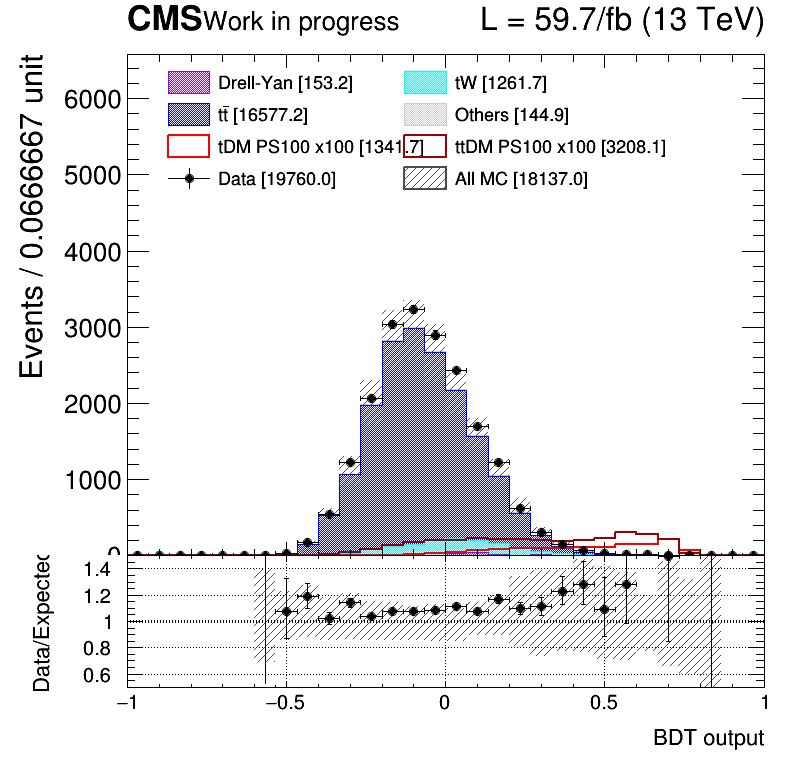 CMS Work in progress L = 59.7/fb (13 TeV)
Events / 0.0666667 unit
Drell-Yan [153.2] tW [1261.7]
tt̄ [16577.2] Others [144.9]
tDM PS100 x100 [1341.7] ttDM PS100 x100 [3208.1]
Data [19760.0] All MC [18137.0]
6000
5000
4000
3000
2000
1000
0
Data/Expected
1.4
1.2
1
0.8
0.6
−1 −0.5 0 0.5 1
BDT output